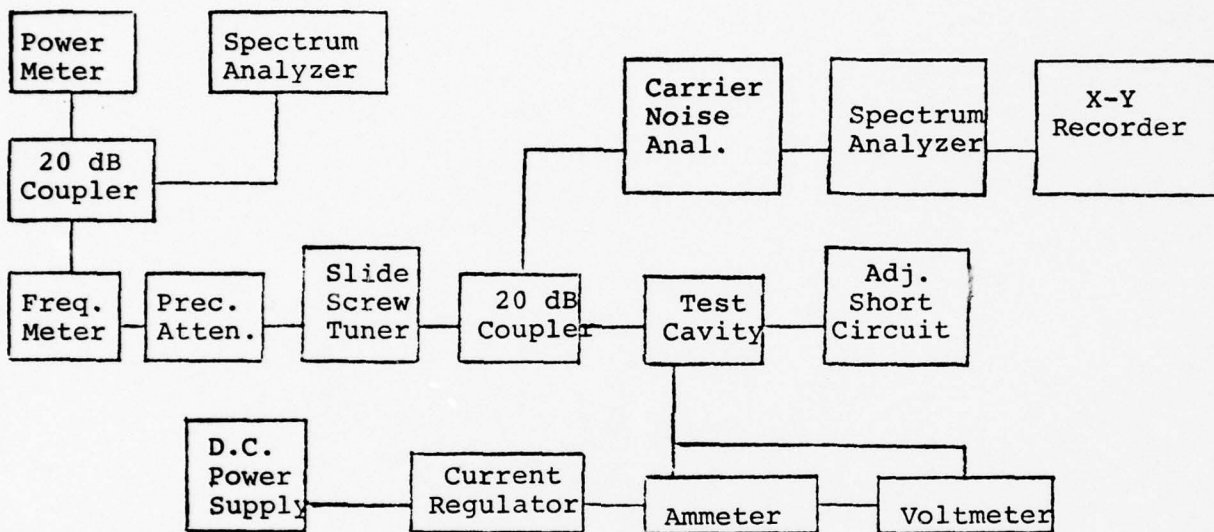 Power
Meter
Spectrum
Analyzer
20 dB
Coupler
Carrier
Noise
Anal.
Spectrum
Analyzer
X-Y
Recorder
Freq.
Meter
Prec.
Atten.
Slide
Screw
Tuner
20 dB
Coupler
Test
Cavity
Adj.
Short
Circuit
D.C.
Power
Supply
Current
Regulator
Ammeter
Voltmeter